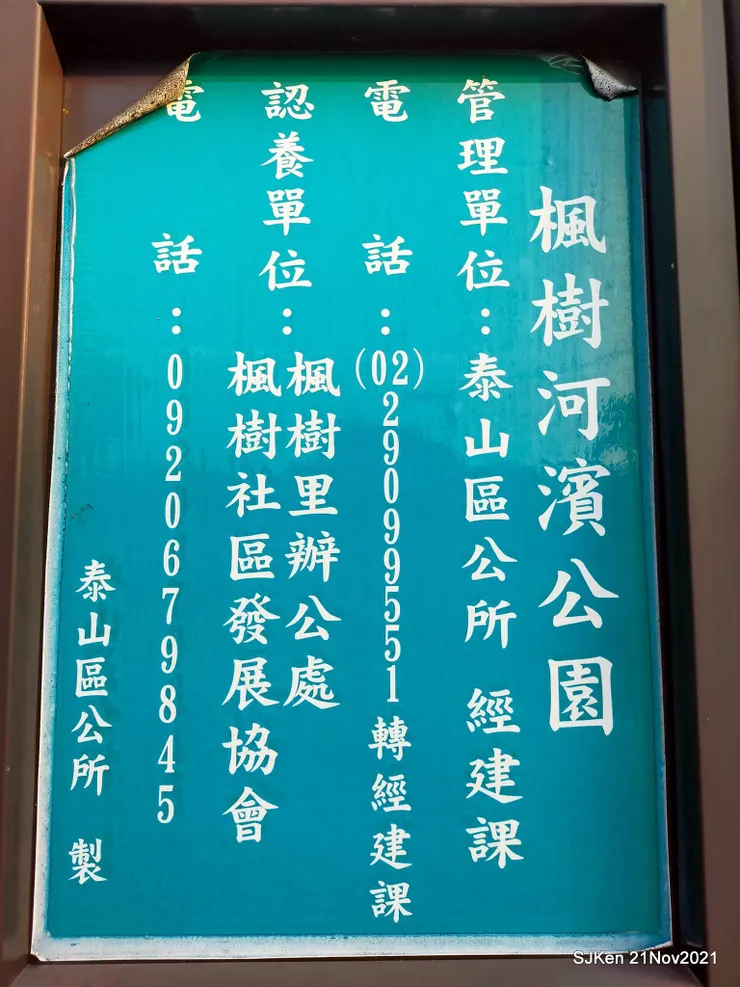 楓樹河濱公園
管理單位：泰山區公所 經建課
電 話：(02)29099551轉經建課
認養單位：楓樹里辦公處
楓樹社區發展協會
電 話：0920679845
泰山區公所 製
SJKen 21Nov2021